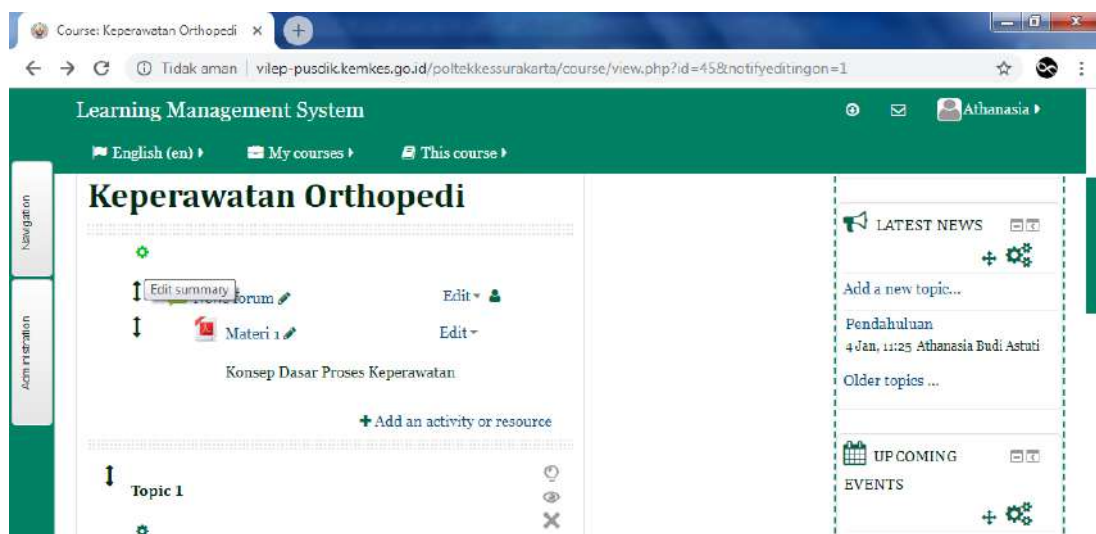 Course: Keperawatan Orthopedi
Tidak aman | vilep-pusdik.kemkes.go.id/poltekkessurakarta/course/view.php?id=45&notifyeditingon=1
Learning Management System
Athanasia
English (en)
My courses
This course
Navigation
Administration
Keperawatan Orthopedi
Edit summary
forum
Edit
Materi 1
Edit
Konsep Dasar Proses Keperawatan
Add an activity or resource
Topic 1
LATEST NEWS
Add a new topic...
Pendahuluan
4 Jan, 11:25 Athanasia Budi Astuti
Older topics ...
UPCOMING
EVENTS